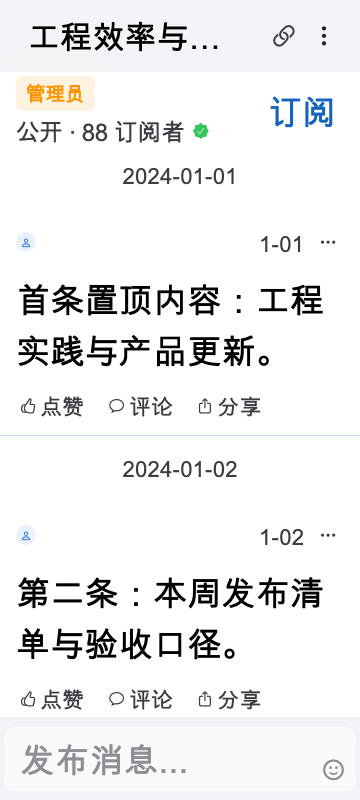 工程效率与...
管理员
公开 · 88 订阅者
订阅
2024-01-01
1-01
首条置顶内容：工程
实践与产品更新。
点赞 评论 分享
2024-01-02
1-02
第二条：本周发布清
单与验收口径。
点赞 评论 分享
发布消息...